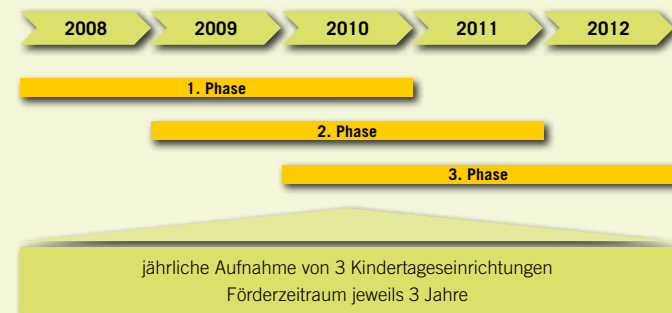 2008 2009 2010 2011 2012
1. Phase
2. Phase
3. Phase
jährliche Aufnahme von 3 Kindertageseinrichtungen
Förderzeitraum jeweils 3 Jahre